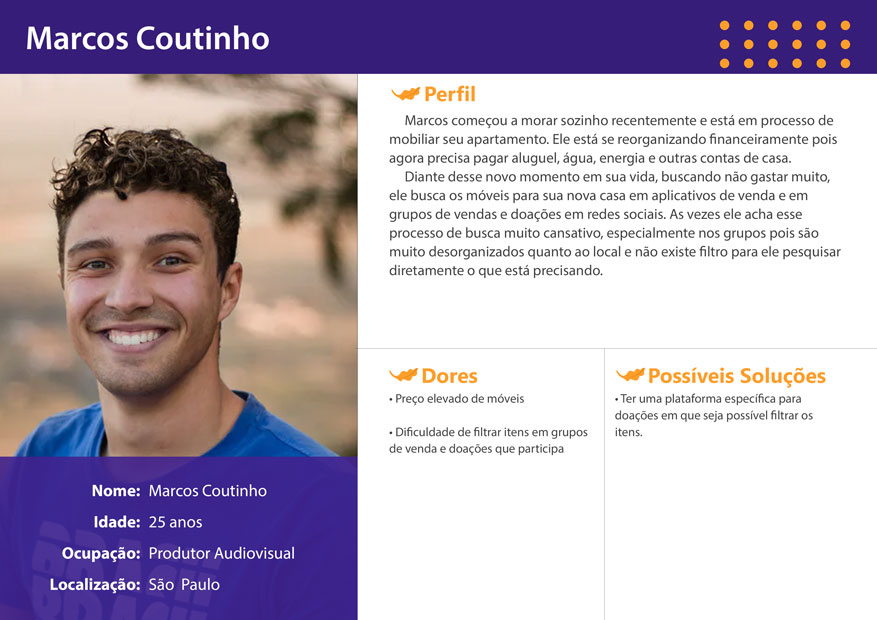 Marcos Coutinho
Perfil
Marcos começou a morar sozinho recentemente e está em processo de
mobiliar seu apartamento. Ele está se reorganizando financeiramente pois
agora precisa pagar aluguel, água, energia e outras contas de casa.
Diante desse novo momento em sua vida, buscando não gastar muito,
ele busca os móveis para sua nova casa em aplicativos de venda e em
grupos de vendas e doações em redes sociais. As vezes ele acha esse
processo de busca muito cansativo, especialmente nos grupos pois são
muito desorganizados quanto ao local e não existe filtro para ele pesquisar
diretamente o que está precisando.
Dores
• Preço elevado de móveis
• Dificuldade de filtrar itens em grupos
de venda e doações que participa
Possíveis Soluções
• Ter uma plataforma específica para
doações em que seja possível filtrar os
itens.
Nome: Marcos Coutinho
Idade: 25 anos
Ocupação: Produtor Audiovisual
Localização: São Paulo